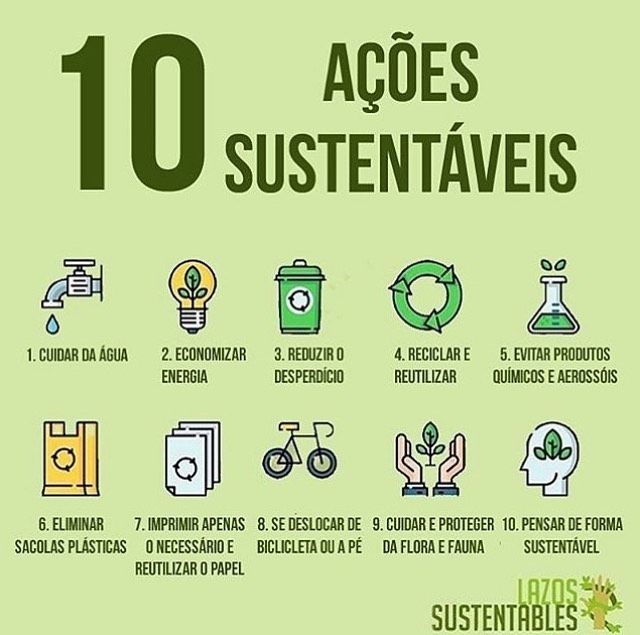 10 AÇÕES
SUSTENTÁVEIS
1. CUIDAR DA ÁGUA
2. ECONOMIZAR
ENERGIA
3. REDUZIR O
DESPERDÍCIO
4. RECICLAR E
REUTILIZAR
5. EVITAR PRODUTOS
QUÍMICOS E AEROSSÓIS
6. ELIMINAR
SACOLAS PLÁSTICAS
7. IMPRIMIR APENAS
O NECESSÁRIO E
REUTILIZAR O PAPEL
8. SE DESLOCAR DE
BICICLETA OU A PÉ
9. CUIDAR E PROTEGER
DA FLORA E FAUNA
10. PENSAR DE FORMA
SUSTENTÁVEL
LAZOS
SUSTENTABLES